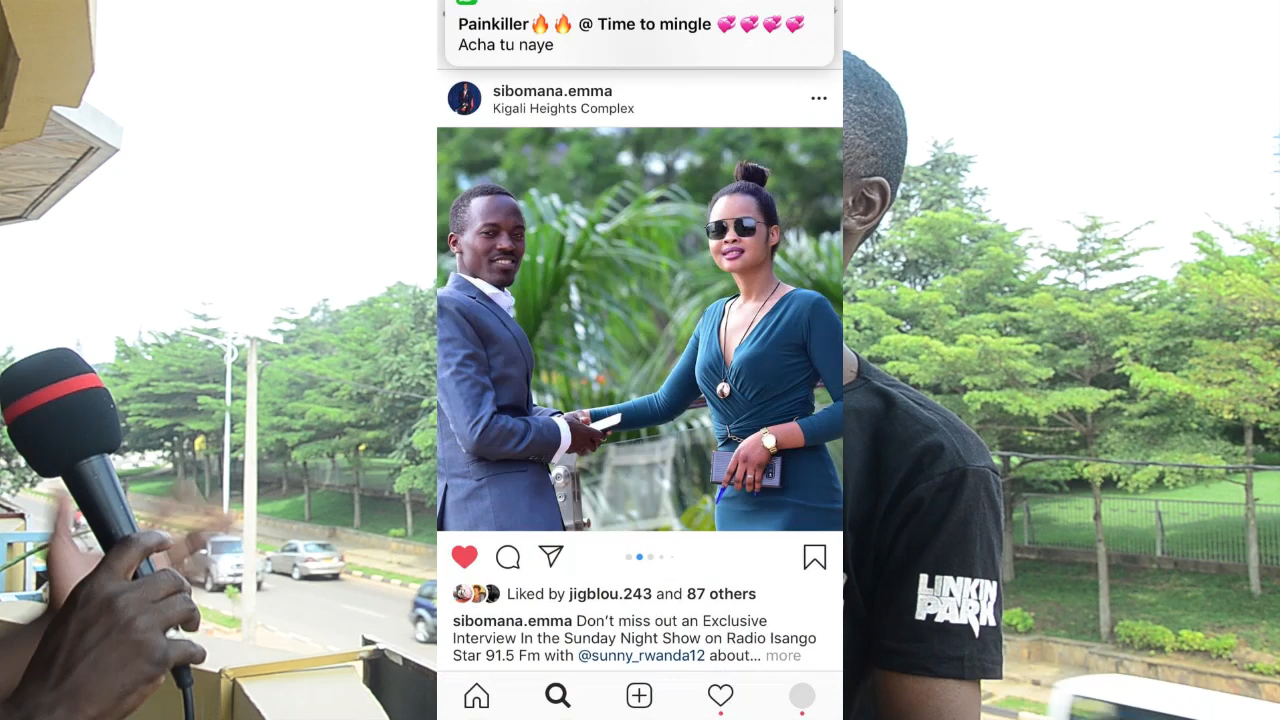 Painkiller🔥🔥 @ Time to mingle 💞💞💞💞
Acha tu naye
sibomana.emma
Kigali Heights Complex
Liked by jigblou.243 and 87 others
sibomana.emma Don’t miss out an Exclusive
Interview In the Sunday Night Show on Radio Isango
Star 91.5 Fm with @sunny_rwanda12 about... more
LINKIN
PARK